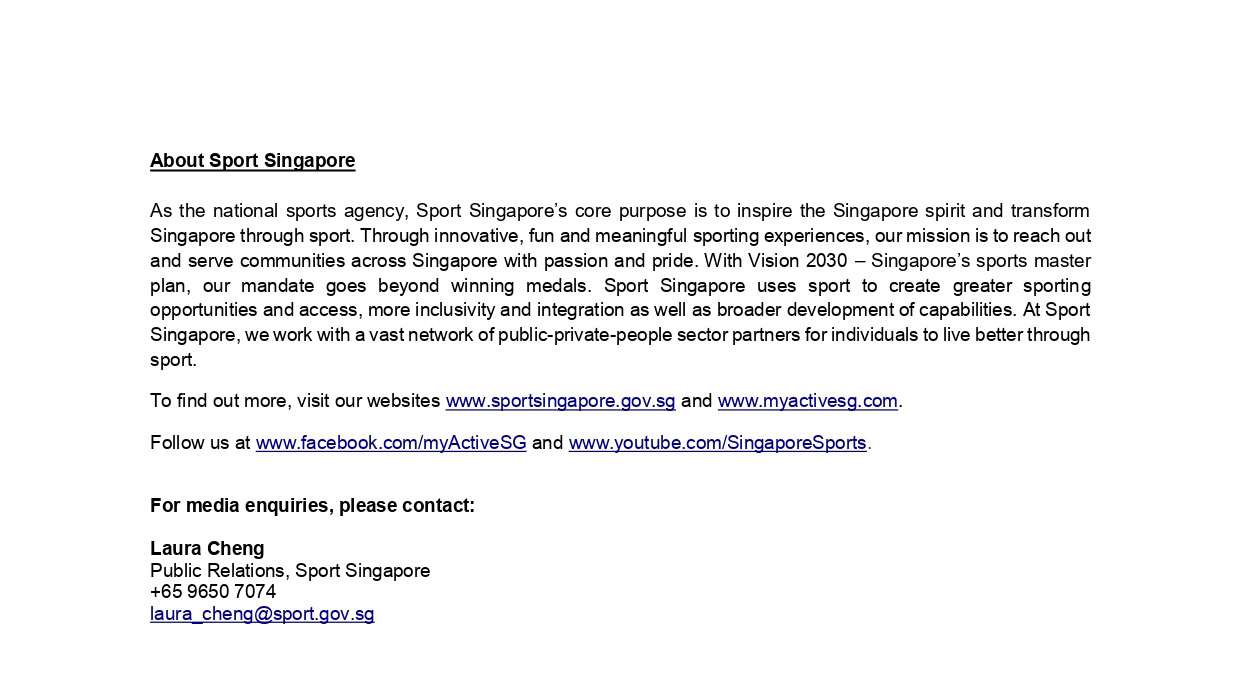 About Sport Singapore
As the national sports agency, Sport Singapore’s core purpose is to inspire the Singapore spirit and transform
Singapore through sport. Through innovative, fun and meaningful sporting experiences, our mission is to reach out
and serve communities across Singapore with passion and pride. With Vision 2030 – Singapore’s sports master
plan, our mandate goes beyond winning medals. Sport Singapore uses sport to create greater sporting
opportunities and access, more inclusivity and integration as well as broader development of capabilities. At Sport
Singapore, we work with a vast network of public-private-people sector partners for individuals to live better through
sport.
To find out more, visit our websites www.sportsingapore.gov.sg and www.myactivesg.com.
Follow us at www.facebook.com/myActiveSG and www.youtube.com/SingaporeSports.
For media enquiries, please contact:
Laura Cheng
Public Relations, Sport Singapore
+65 9650 7074
laura_cheng@sport.gov.sg